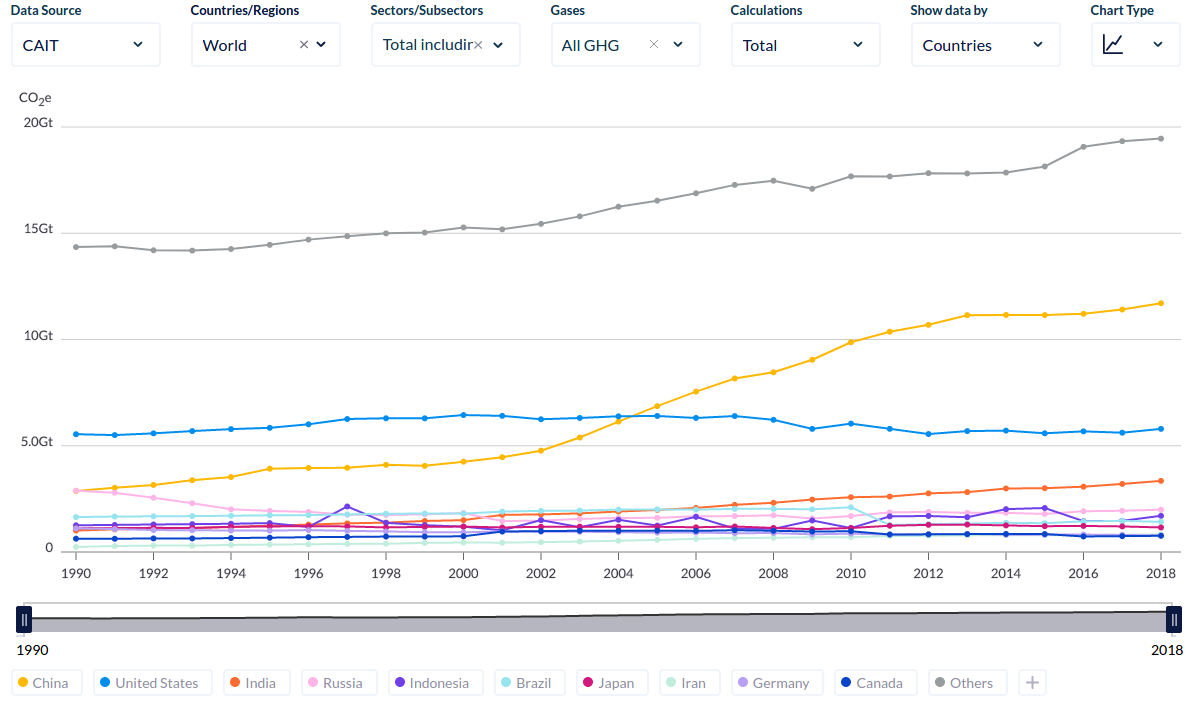 Data Source Countries/Regions Sectors/Subsectors Gases Calculations Show data by Chart Type
CAIT World Total includir All GHG Total Countries
CO₂e
20Gt
15Gt
10Gt
5.0Gt
0
1990 1992 1994 1996 1998 2000 2002 2004 2006 2008 2010 2012 2014 2016 2018
1990 2018
China United States India Russia Indonesia Brazil Japan Iran Germany Canada Others